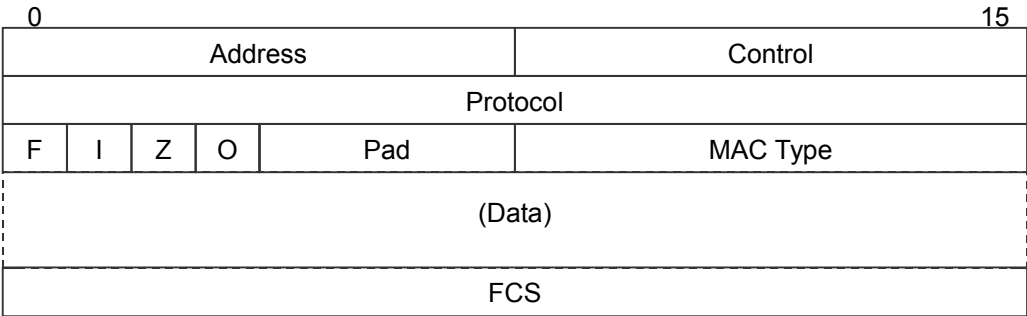 0 15
Address Control
Protocol
F I Z O Pad MAC Type
(Data)
FCS